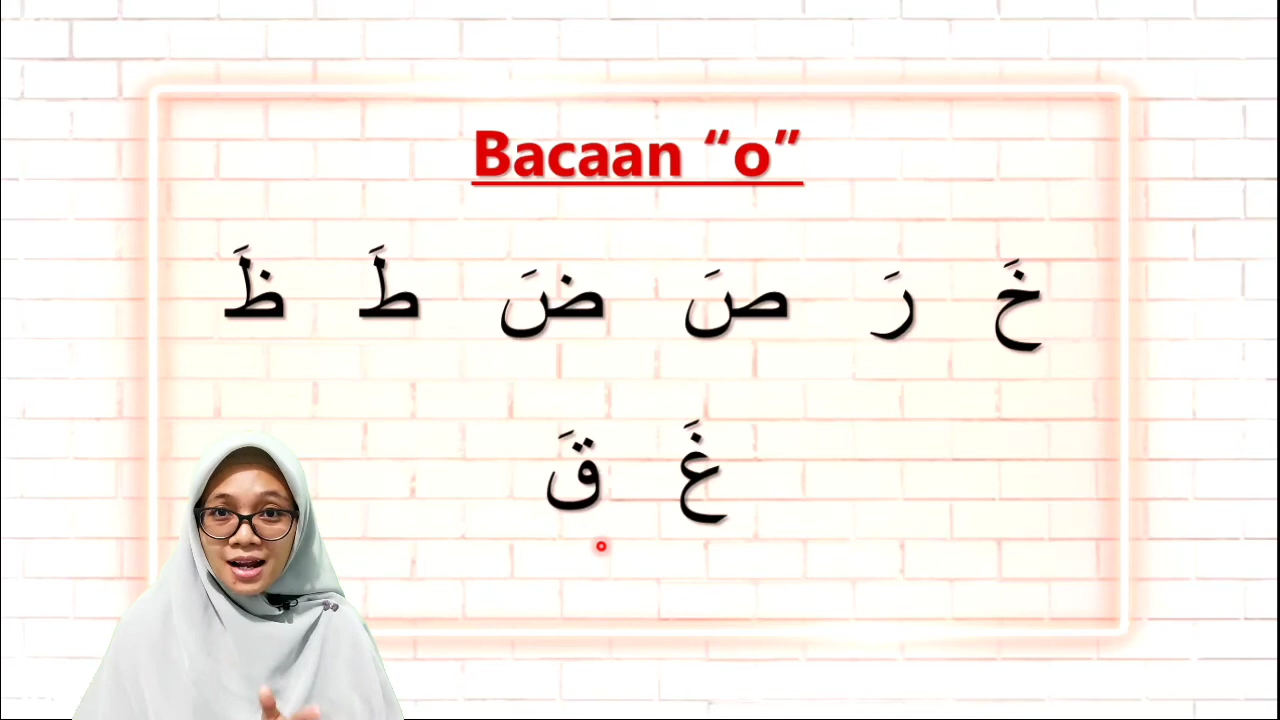 Bacaan “o”
خَ رَ صَ ضَ طَ ظَ
غَ قَ